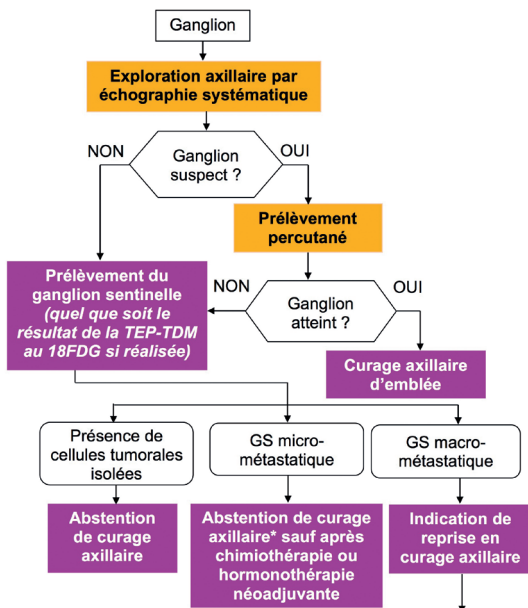 Ganglion
Exploration axillaire par
échographie systématique
NON
Ganglion
suspect ?
OUI
Prélèvement
percutané
Prélèvement du
ganglion sentinelle
(quel que soit le
résultat de la TEP-TDM
au 18FDG si réalisée)
NON
Ganglion
atteint ?
OUI
Curage axillaire
d’emblée
Présence de
cellules tumorales
isolées
GS micro-
métastatique
GS macro-
métastatique
Abstention
de curage
axillaire
Abstention de curage
axillaire* sauf après
chimiothérapie ou
hormonothérapie
néoadjuvante
Indication de
reprise en
curage axillaire